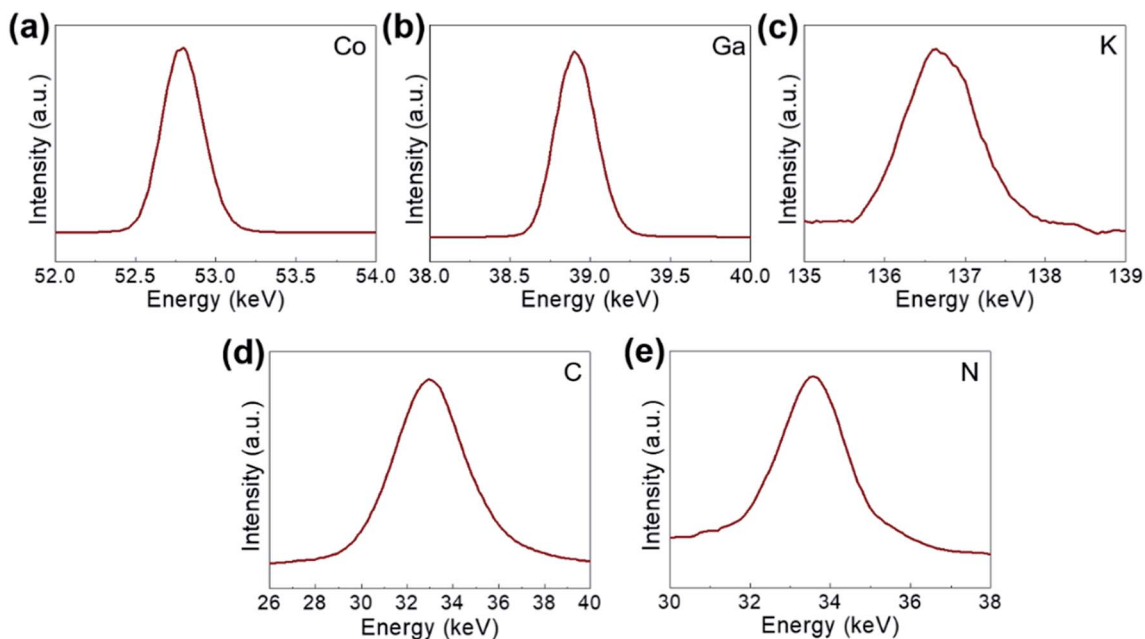 (a)
Co
Intensity (a.u.)
52.0 52.5 53.0 53.5 54.0
Energy (keV)
(b)
Ga
Intensity (a.u.)
38.0 38.5 39.0 39.5 40.0
Energy (keV)
(c)
K
Intensity (a.u.)
135 136 137 138 139
Energy (keV)
(d)
C
Intensity (a.u.)
26 28 30 32 34 36 38 40
Energy (keV)
(e)
N
Intensity (a.u.)
30 32 34 36 38
Energy (keV)